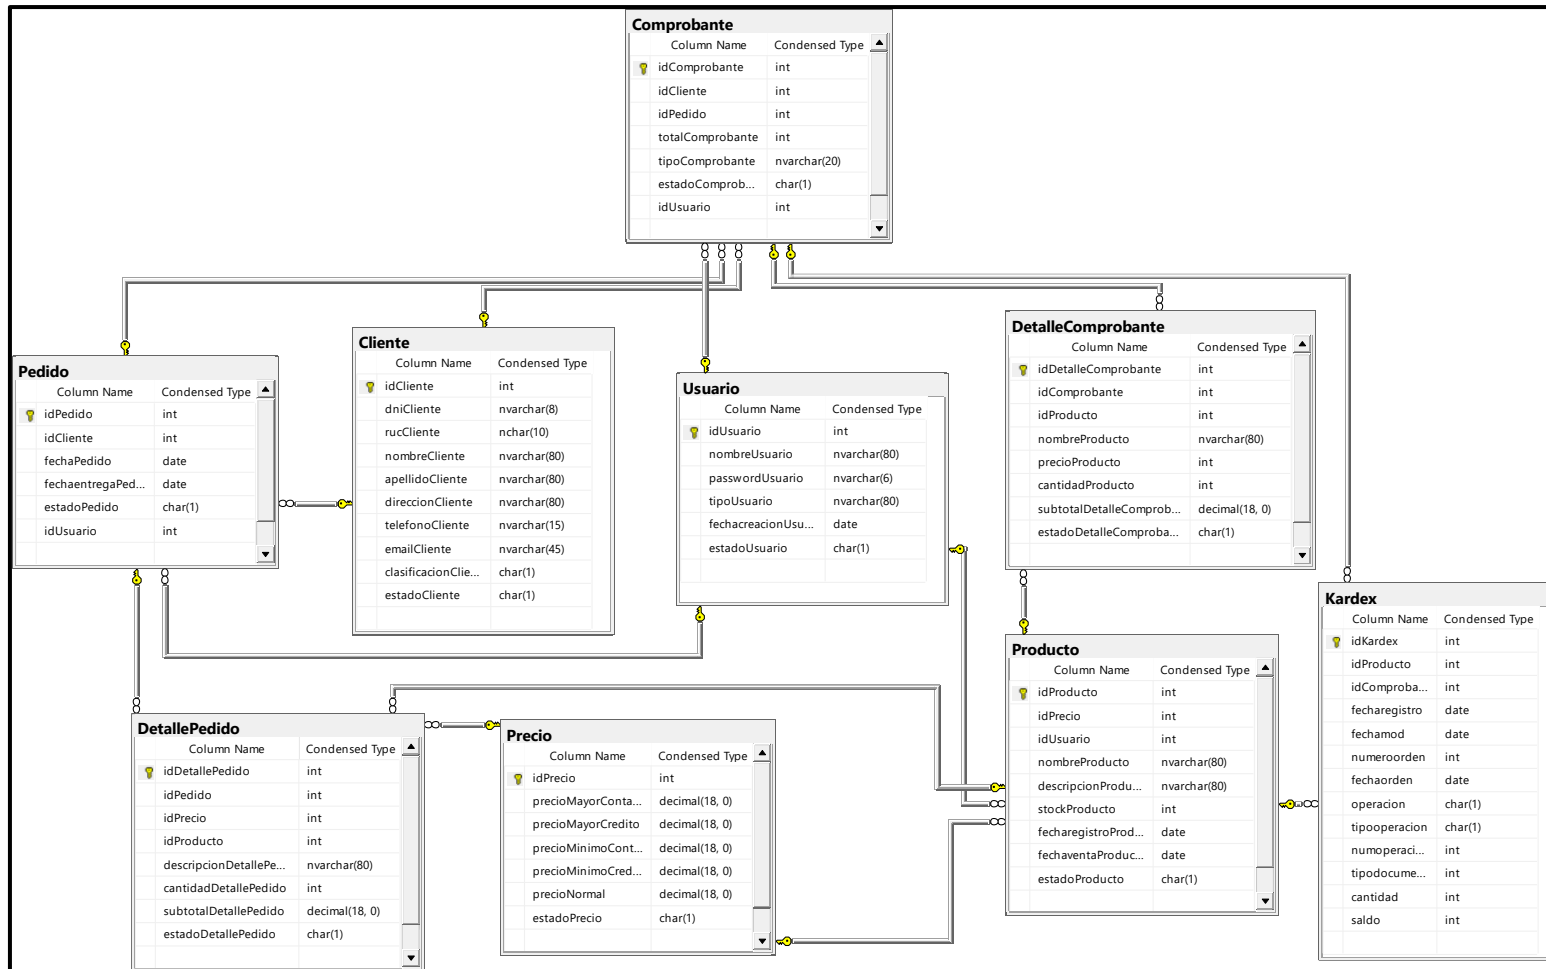 Comprobante
Column Name Condensed Type
idComprobante int
idCliente int
idPedido int
totalComprobante int
tipoComprobante nvarchar(20)
estadoComprob... char(1)
idUsuario int
Pedido
Column Name Condensed Type
idPedido int
idCliente int
fechaPedido date
fechaentregaPed... date
estadoPedido char(1)
idUsuario int
Cliente
Column Name Condensed Type
idCliente int
dniCliente nvarchar(8)
rucCliente nchar(10)
nombreCliente nvarchar(80)
apellidoCliente nvarchar(80)
direccionCliente nvarchar(80)
telefonoCliente nvarchar(15)
emailCliente nvarchar(45)
clasificacionClie... char(1)
estadoCliente char(1)
Usuario
Column Name Condensed Type
idUsuario int
nombreUsuario nvarchar(80)
passwordUsuario nvarchar(6)
tipoUsuario nvarchar(80)
fechacreacionUsu... date
estadoUsuario char(1)
DetalleComprobante
Column Name Condensed Type
idDetalleComprobante int
idComprobante int
idProducto int
nombreProducto nvarchar(80)
precioProducto int
cantidadProducto int
subtotalDetalleComprob... decimal(18, 0)
estadoDetalleComproba... char(1)
Kardex
Column Name Condensed Type
idKardex int
idProducto int
idComproba... int
fecharegistro date
fechamod date
numeroorden int
fechaorden date
operacion char(1)
tipooperacion char(1)
numoperaci... int
tipodocume... int
cantidad int
saldo int
Producto
Column Name Condensed Type
idProducto int
idPrecio int
idUsuario int
nombreProducto nvarchar(80)
descripcionProdu... nvarchar(80)
stockProducto int
fecharegistroProd... date
fechaventaProduc... date
estadoProducto char(1)
DetallePedido
Column Name Condensed Type
idDetallePedido int
idPedido int
idPrecio int
idProducto int
descripcionDetallePe... nvarchar(80)
cantidadDetallePedido int
subtotalDetallePedido decimal(18, 0)
estadoDetallePedido char(1)
Precio
Column Name Condensed Type
idPrecio int
precioMayorConta... decimal(18, 0)
precioMayorCredito decimal(18, 0)
precioMinimoCont... decimal(18, 0)
precioMinimoCred... decimal(18, 0)
precioNormal decimal(18, 0)
estadoPrecio char(1)